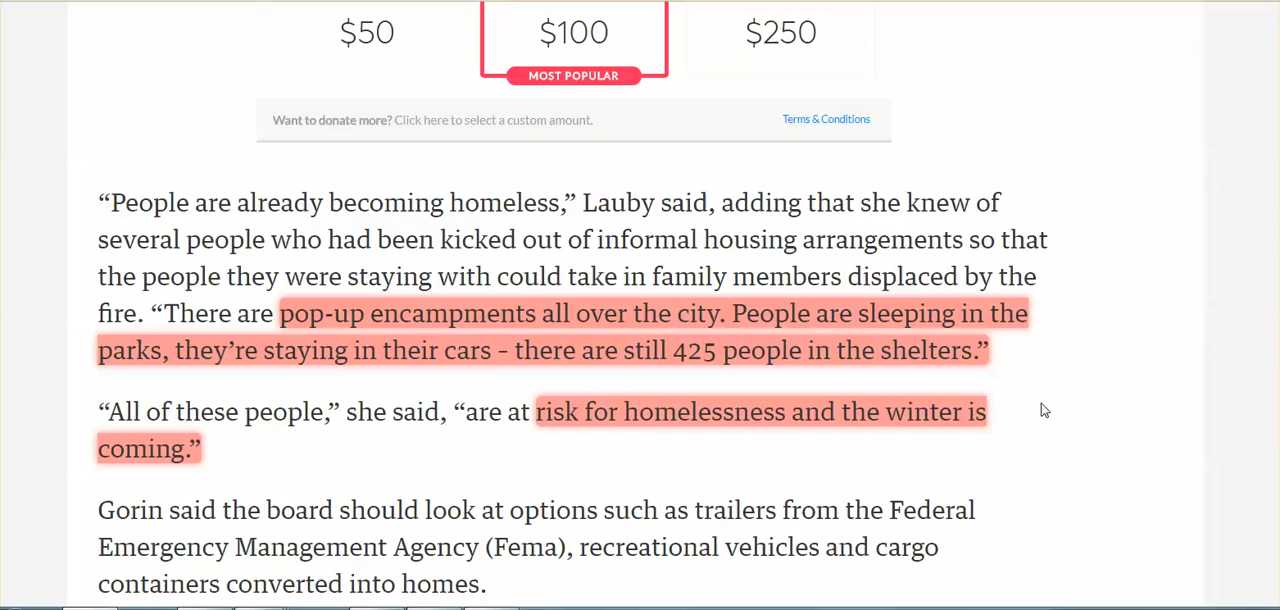 $50 $100 $250
MOST POPULAR
Want to donate more? Click here to select a custom amount. Terms & Conditions
“People are already becoming homeless,” Lauby said, adding that she knew of
several people who had been kicked out of informal housing arrangements so that
the people they were staying with could take in family members displaced by the
fire. “There are pop-up encampments all over the city. People are sleeping in the
parks, they’re staying in their cars – there are still 425 people in the shelters.”
“All of these people,” she said, “are at risk for homelessness and the winter is
coming.”
Gorin said the board should look at options such as trailers from the Federal
Emergency Management Agency (Fema), recreational vehicles and cargo
containers converted into homes.